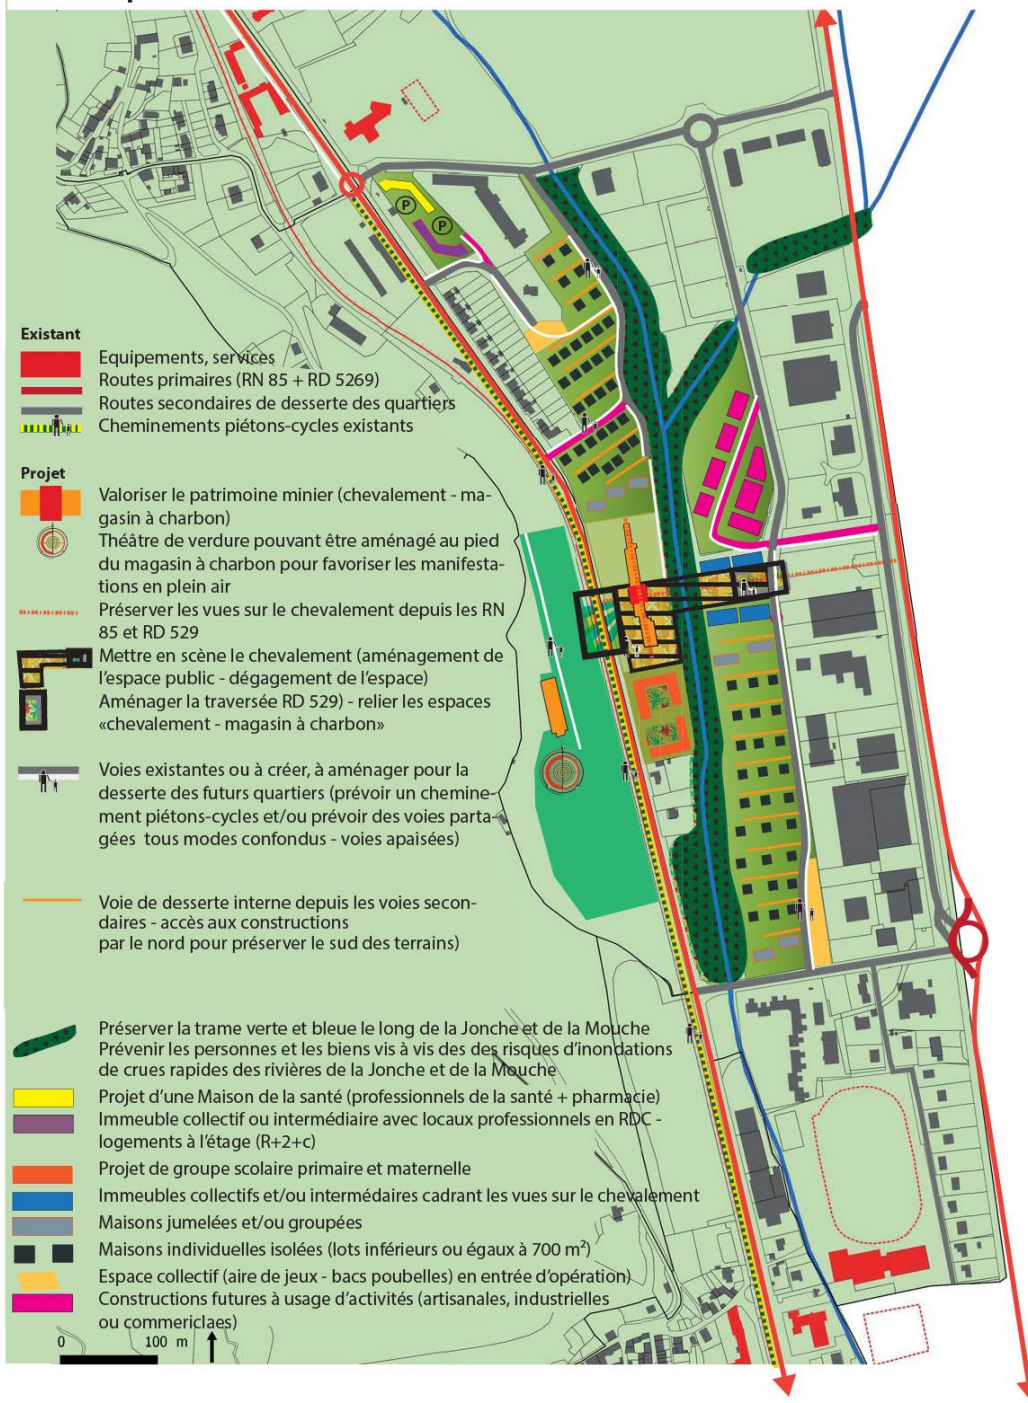 P
P
Existant
Equipements, services
Routes primaires (RN 85 + RD 5269)
Routes secondaires de desserte des quartiers
Cheminements piétons-cycles existants
Projet
Valoriser le patrimoine minier (chevalement - ma-
gasin à charbon)
Théâtre de verdure pouvant être aménagé au pied
du magasin à charbon pour favoriser les manifesta-
tions en plein air
Préserver les vues sur le chevalement depuis les RN
85 et RD 529
Mettre en scène le chevalement (aménagement de
l'espace public - dégagement de l'espace)
Aménager la traversée RD 529) - relier les espaces
«chevalement - magasin à charbon»
Voies existantes ou à créer, à aménager pour la
desserte des futurs quartiers (prévoir un chemine-
ment piétons-cycles et/ou prévoir des voies parta-
gées tous modes confondus - voies apaisées)
Voie de desserte interne depuis les voies secon-
daires - accès aux constructions
par le nord pour préserver le sud des terrains)
Préserver la trame verte et bleue le long de la Jonche et de la Mouche
Prévenir les personnes et les biens vis à vis des des risques d'inondations
de crues rapides des rivières de la Jonche et de la Mouche
Projet d'une Maison de la santé (professionnels de la santé + pharmacie)
Immeuble collectif ou intermédiaire avec locaux professionnels en RDC -
logements à l'étage (R+2+c)
Projet de groupe scolaire primaire et maternelle
Immeubles collectifs et/ou intermédaires cadrant les vues sur le chevalement
Maisons jumelées et/ou groupées
Maisons individuelles isolées (lots inférieurs ou égaux à 700 m²)
Espace collectif (aire de jeux - bacs poubelles) en entrée d'opération)
Constructions futures à usage d'activités (artisanales, industrielles
ou commericlaes)
0 100 m